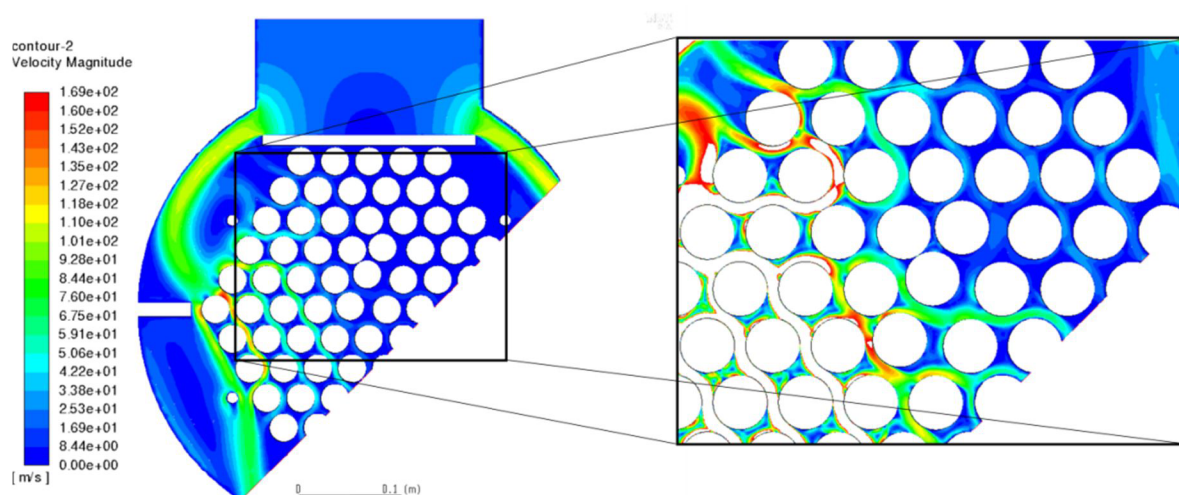 contour-2
Velocity Magnitude
1.69e+02
1.60e+02
1.52e+02
1.43e+02
1.35e+02
1.27e+02
1.18e+02
1.10e+02
1.01e+02
9.28e+01
8.44e+01
7.60e+01
6.75e+01
5.91e+01
5.06e+01
4.22e+01
3.38e+01
2.53e+01
1.69e+01
8.44e+00
0.00e+00
[ m/s ]
0 0.1 (m)